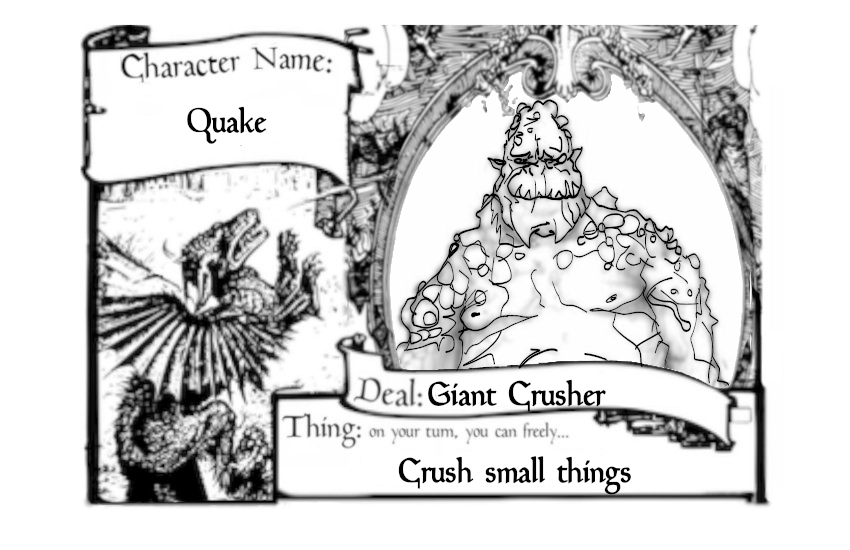 Character Name:
Quake
Deal: Giant Crusher
Thing: on your turn, you can freely...
Crush small things